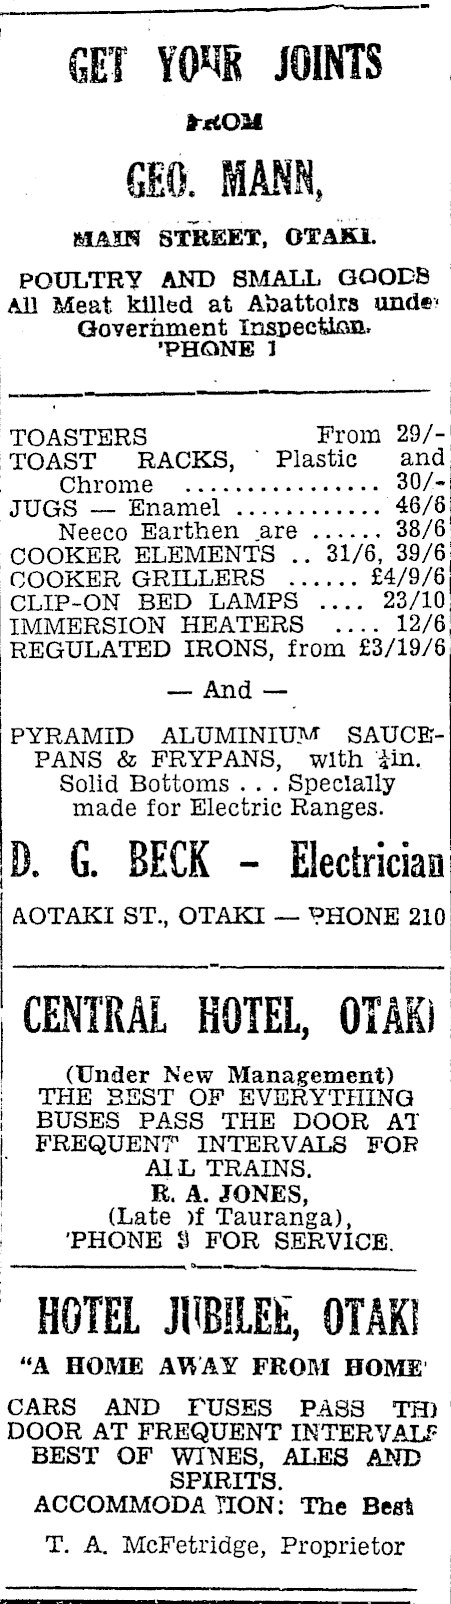 GET YOUR JOINTS
FROM
GEO. MANN,
MAIN STREET, OTAKI.
POULTRY AND SMALL GOODS
All Meat killed at Abattoirs under
Government Inspection.
'PHONE 1
TOASTERS From 29/-
TOAST RACKS, Plastic and
Chrome ................ 30/-
JUGS — Enamel ............ 46/6
Neeco Earthen are ...... 38/6
COOKER ELEMENTS .. 31/6, 39/6
COOKER GRILLERS ...... £4/9/6
CLIP-ON BED LAMPS .... 23/10
IMMERSION HEATERS .... 12/6
REGULATED IRONS, from £3/19/6
— And —
PYRAMID ALUMINIUM SAUCE-
PANS & FRYPANS, with ¼in.
Solid Bottoms . . . Specially
made for Electric Ranges.
D. G. BECK - Electrician
AOTAKI ST., OTAKI — PHONE 210
CENTRAL HOTEL, OTAKI
(Under New Management)
THE BEST OF EVERYTHING
BUSES PASS THE DOOR AT
FREQUENT INTERVALS FOR
ALL TRAINS.
R. A. JONES,
(Late of Tauranga),
'PHONE FOR SERVICE.
HOTEL JUBILEE, OTAKI
"A HOME AWAY FROM HOME'
CARS AND BUSES PASS THE
DOOR AT FREQUENT INTERVALS
BEST OF WINES, ALES AND
SPIRITS.
ACCOMMODATION: The Best
T. A. McFetridge, Proprietor